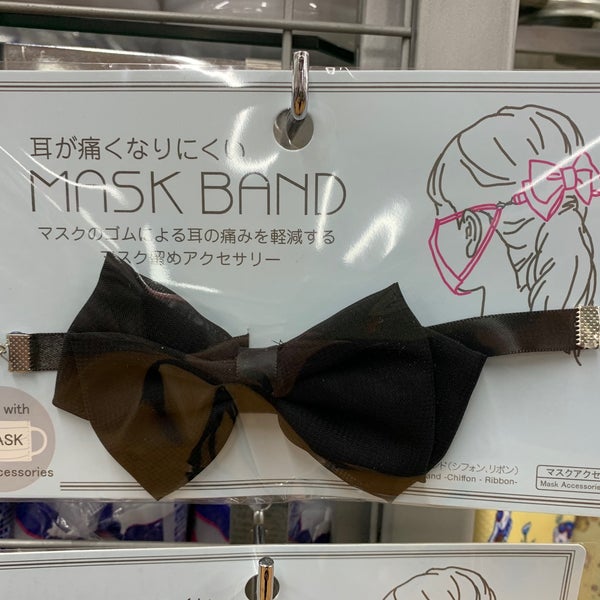 耳が痛くなりにくい
MASK BAND
マスクのゴムによる耳の痛みを軽減する
マスク留めアクセサリー
with
ASK
ccessories
ド(シフォン、リボン)
and -Chiffon - Ribbon-
マスクアクセ
Mask Accessorie